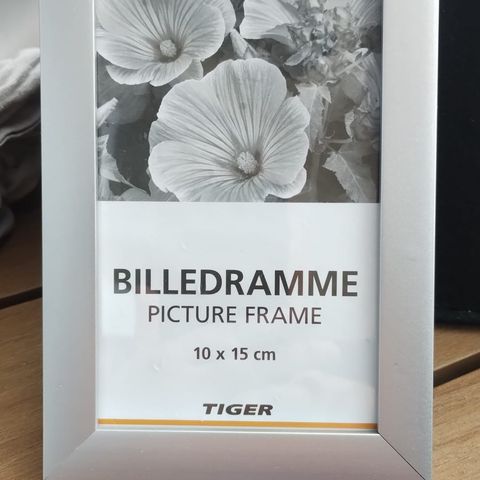 BILLEDRAMME
PICTURE FRAME
10 x 15 cm
TIGER